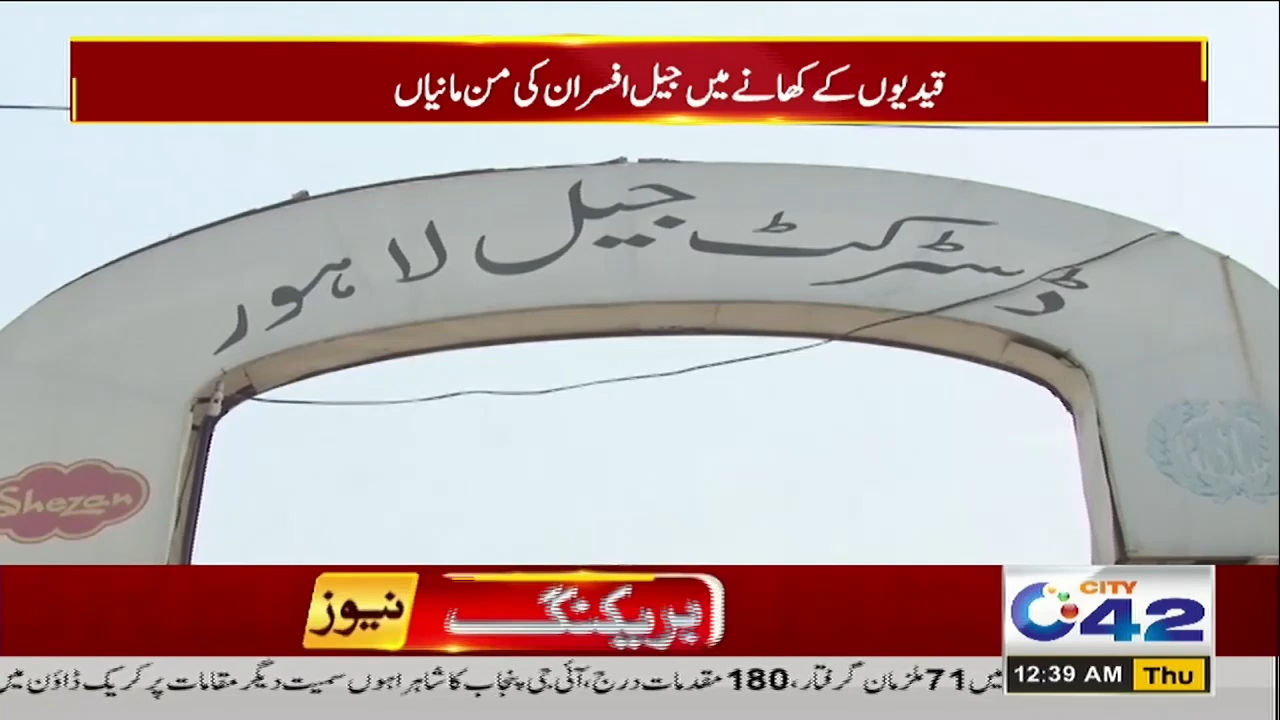 قیدیوں کے کھانے میں جیل افسران کی من مانیاں
ڈسٹرکٹ جیل لاہور
Shezan
بریکنگ نیوز
CITY
42
12:39 AM Thu
میں 71 ملزمان گرفتار، 180 مقدمات درج، آئی جی پنجاب کا شاہراہوں سمیت دیگر مقامات پر کریک ڈاؤن میں